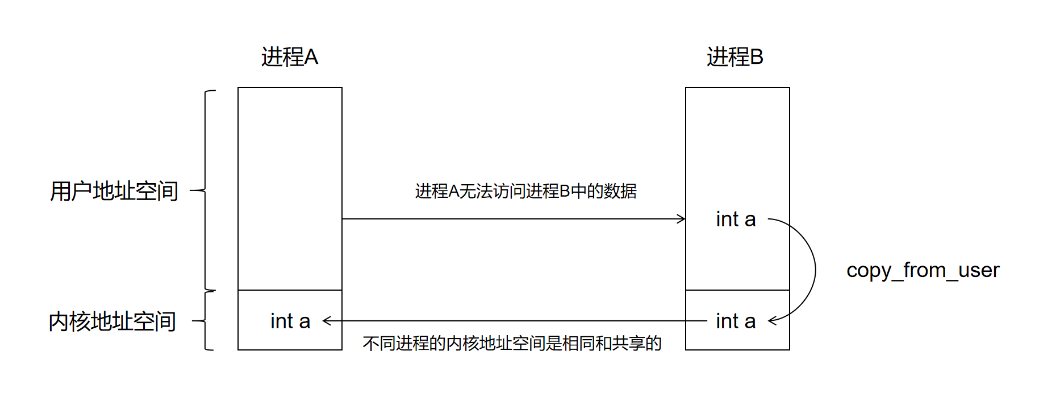 进程A
进程B
用户地址空间
进程A无法访问进程B中的数据
int a
copy_from_user
内核地址空间
int a
int a
不同进程的内核地址空间是相同和共享的